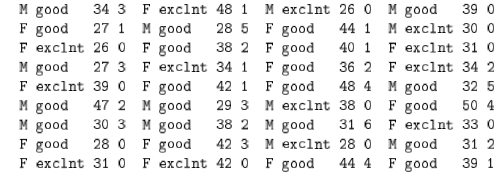 M good 34 3 F exclnt 48 1 M exclnt 26 0 M good 39 0
F good 27 1 M good 28 5 F good 44 1 M exclnt 30 0
F exclnt 26 0 F good 38 2 F good 40 1 F exclnt 31 0
M good 27 3 F exclnt 34 1 F good 36 2 F exclnt 34 2
F exclnt 39 0 F good 42 1 F good 48 4 M good 32 5
M good 47 2 M good 29 3 M exclnt 38 0 F good 50 4
M good 30 3 M good 38 2 M good 31 6 F exclnt 33 0
F good 28 0 F good 42 3 M exclnt 28 0 M good 31 2
F exclnt 31 0 F exclnt 42 0 F good 44 4 F good 39 1